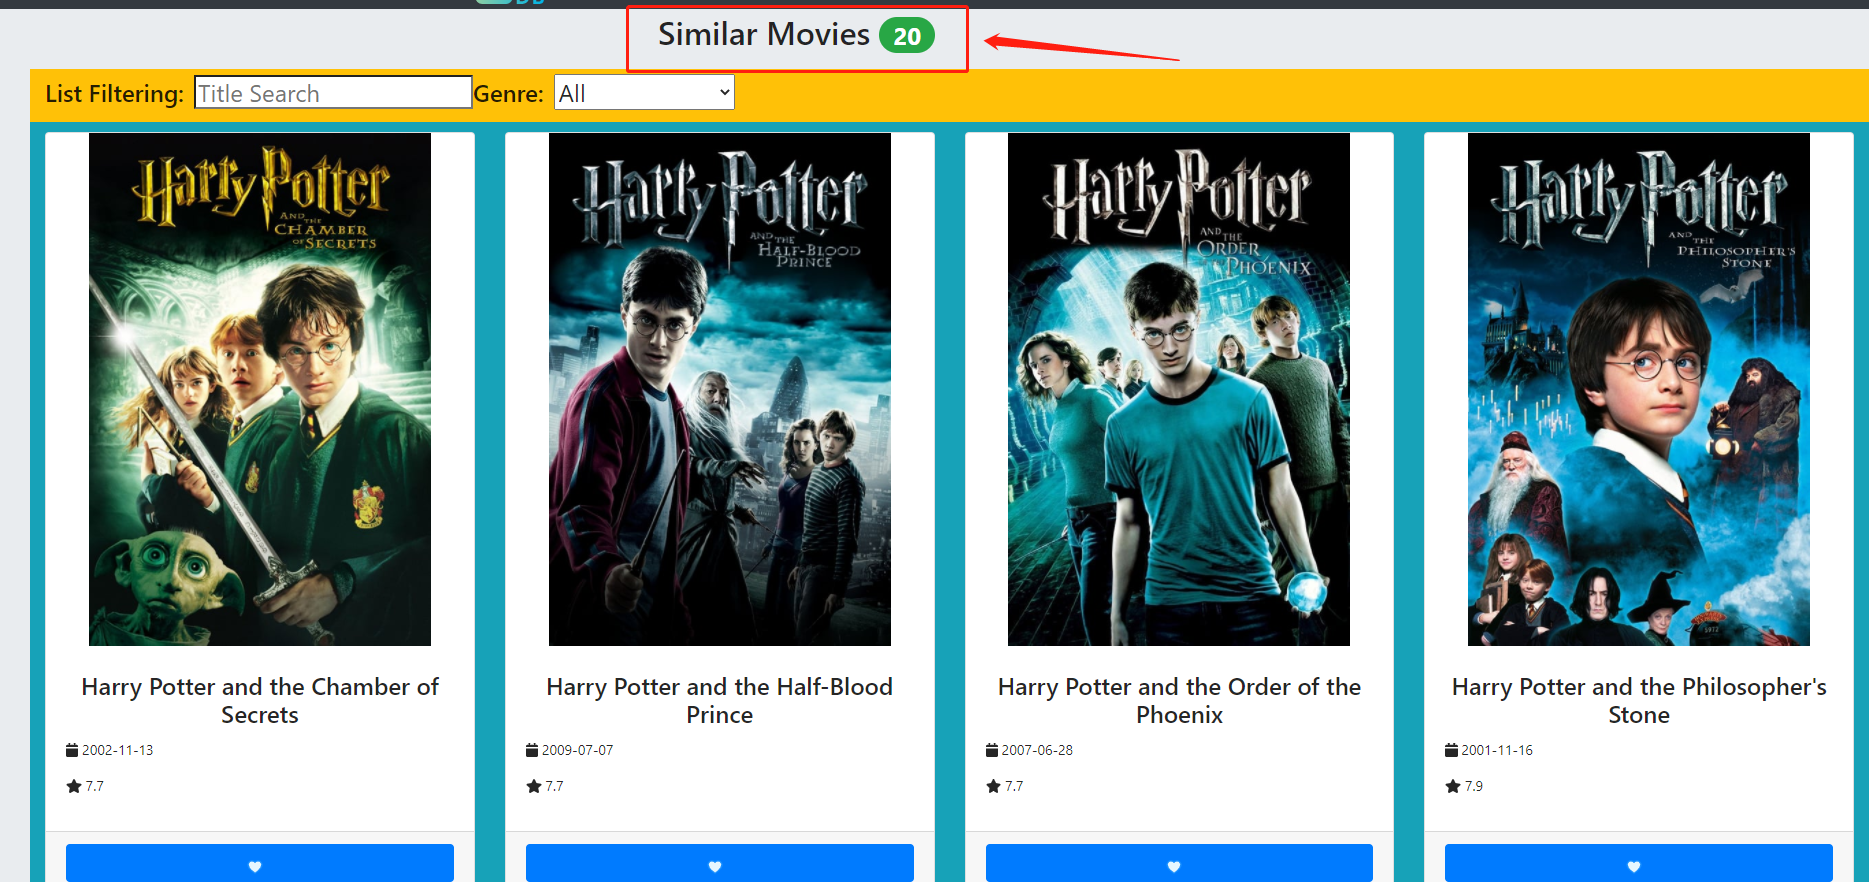 DB
Similar Movies 20
List Filtering: Title Search Genre: All
Harry Potter
AND THE
CHAMBER
OF SECRETS
Harry Potter
AND THE
HALF-BLOOD
PRINCE
Harry Potter
AND THE
ORDER
OF THE
PHOENIX
Harry Potter
AND THE
PHILOSOPHER'S
STONE
Harry Potter and the Chamber of
Secrets
2002-11-13
7.7
Harry Potter and the Half-Blood
Prince
2009-07-07
7.7
Harry Potter and the Order of the
Phoenix
2007-06-28
7.7
Harry Potter and the Philosopher's
Stone
2001-11-16
7.9